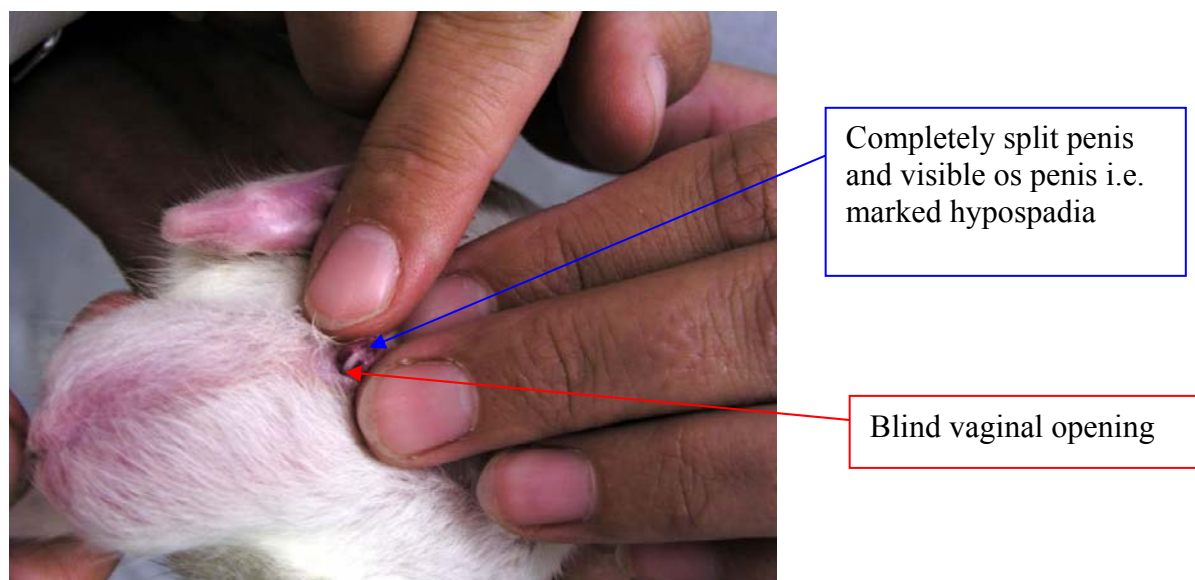 Completely split penis
and visible os penis i.e.
marked hypospadia
Blind vaginal opening